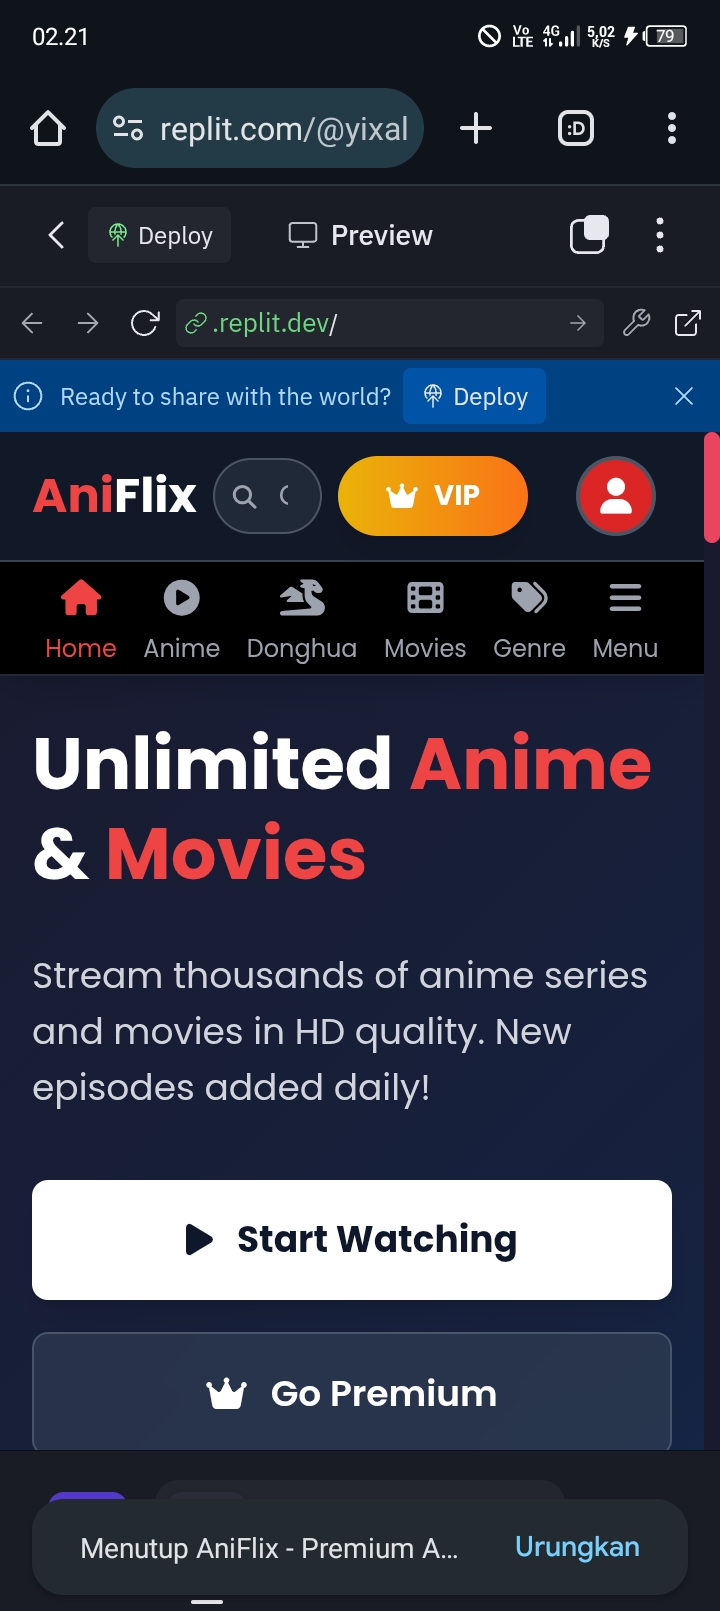 02.21
Vo LTE 4G 5,02 K/S 79
replit.com/@yixal
:D
Deploy
Preview
.replit.dev/
Ready to share with the world?
Deploy
AniFlix
VIP
Home Anime Donghua Movies Genre Menu
Unlimited Anime
& Movies
Stream thousands of anime series
and movies in HD quality. New
episodes added daily!
Start Watching
Go Premium
Menutup AniFlix - Premium A...
Urungkan